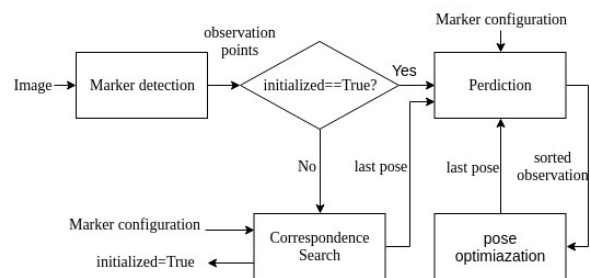 Marker configuration
observation
points
Image
Marker detection
initialized==True?
Yes
Perdiction
No
last pose
last pose
sorted
observation
Marker configuration
Correspondence
Search
initialized=True
pose
optimiazation